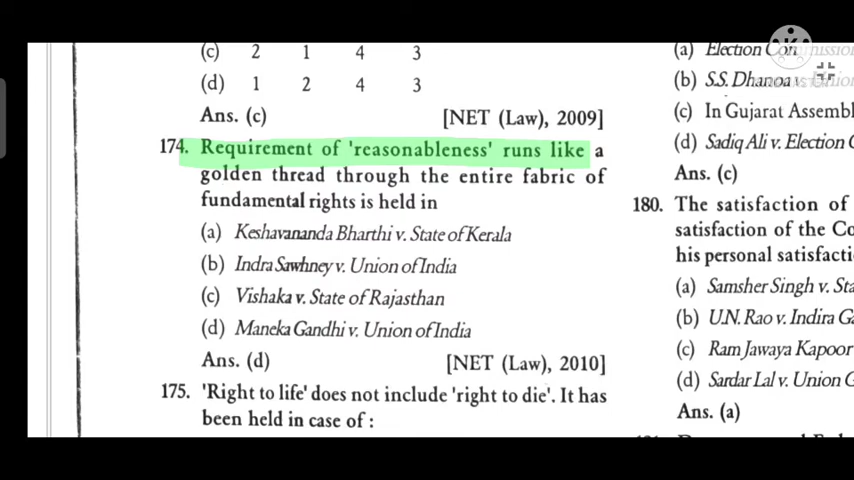 (c) 2 1 4 3
(d) 1 2 4 3
Ans. (c) [NET (Law), 2009]
174. Requirement of 'reasonableness' runs like a
golden thread through the entire fabric of
fundamental rights is held in
(a) Keshavananda Bharthi v. State of Kerala
(b) Indra Sawhney v. Union of India
(c) Vishaka v. State of Rajasthan
(d) Maneka Gandhi v. Union of India
Ans. (d) [NET (Law), 2010]
175. 'Right to life' does not include 'right to die'. It has
been held in case of :
(a) Election Commission
(b) S.S. Dhanoa v. Union
(c) In Gujarat Assembl
(d) Sadiq Ali v. Election C
Ans. (c)
180. The satisfaction of
satisfaction of the Co
his personal satisfacti
(a) Samsher Singh v. Sta
(b) U.N. Rao v. Indira Ga
(c) Ram Jawaya Kapoor
(d) Sardar Lal v. Union G
Ans. (a)